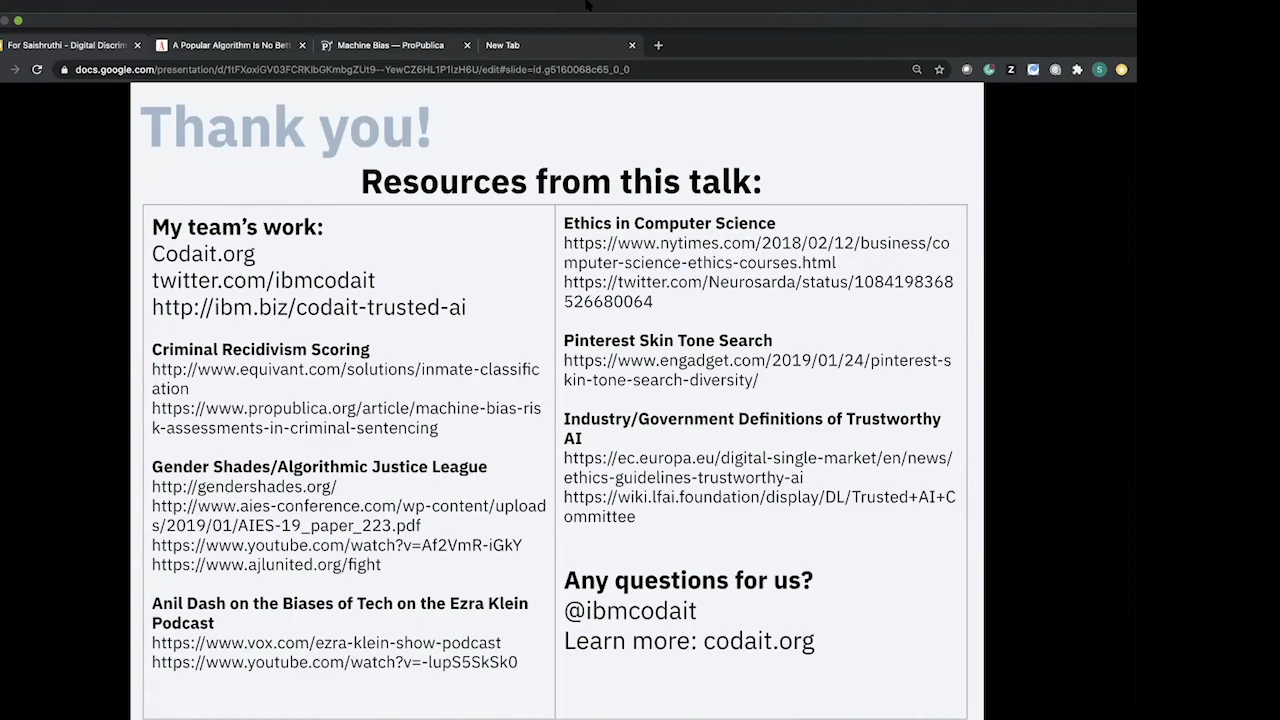 For Saishruthi - Digital Discrim
A Popular Algorithm Is No Bett
Machine Bias — ProPublica
New Tab
docs.google.com/presentation/d/1tFXoxiGV03FCRKlbGKmbgZUt9--YewCZ6HL1P1IzH6U/edit#slide=id.g5160068c65_0_0
Thank you!
Resources from this talk:
My team's work:
Codait.org
twitter.com/ibmcodait
http://ibm.biz/codait-trusted-ai
Criminal Recidivism Scoring
http://www.equivant.com/solutions/inmate-classific
ation
https://www.propublica.org/article/machine-bias-ris
k-assessments-in-criminal-sentencing
Gender Shades/Algorithmic Justice League
http://gendershades.org/
http://www.aies-conference.com/wp-content/upload
s/2019/01/AIES-19_paper_223.pdf
https://www.youtube.com/watch?v=Af2VmR-iGkY
https://www.ajlunited.org/fight
Anil Dash on the Biases of Tech on the Ezra Klein
Podcast
https://www.vox.com/ezra-klein-show-podcast
https://www.youtube.com/watch?v=-lupS5SkSk0
Ethics in Computer Science
https://www.nytimes.com/2018/02/12/business/co
mputer-science-ethics-courses.html
https://twitter.com/Neurosarda/status/1084198368
526680064
Pinterest Skin Tone Search
https://www.engadget.com/2019/01/24/pinterest-s
kin-tone-search-diversity/
Industry/Government Definitions of Trustworthy
AI
https://ec.europa.eu/digital-single-market/en/news/
ethics-guidelines-trustworthy-ai
https://wiki.lfai.foundation/display/DL/Trusted+AI+C
ommittee
Any questions for us?
@ibmcodait
Learn more: codait.org